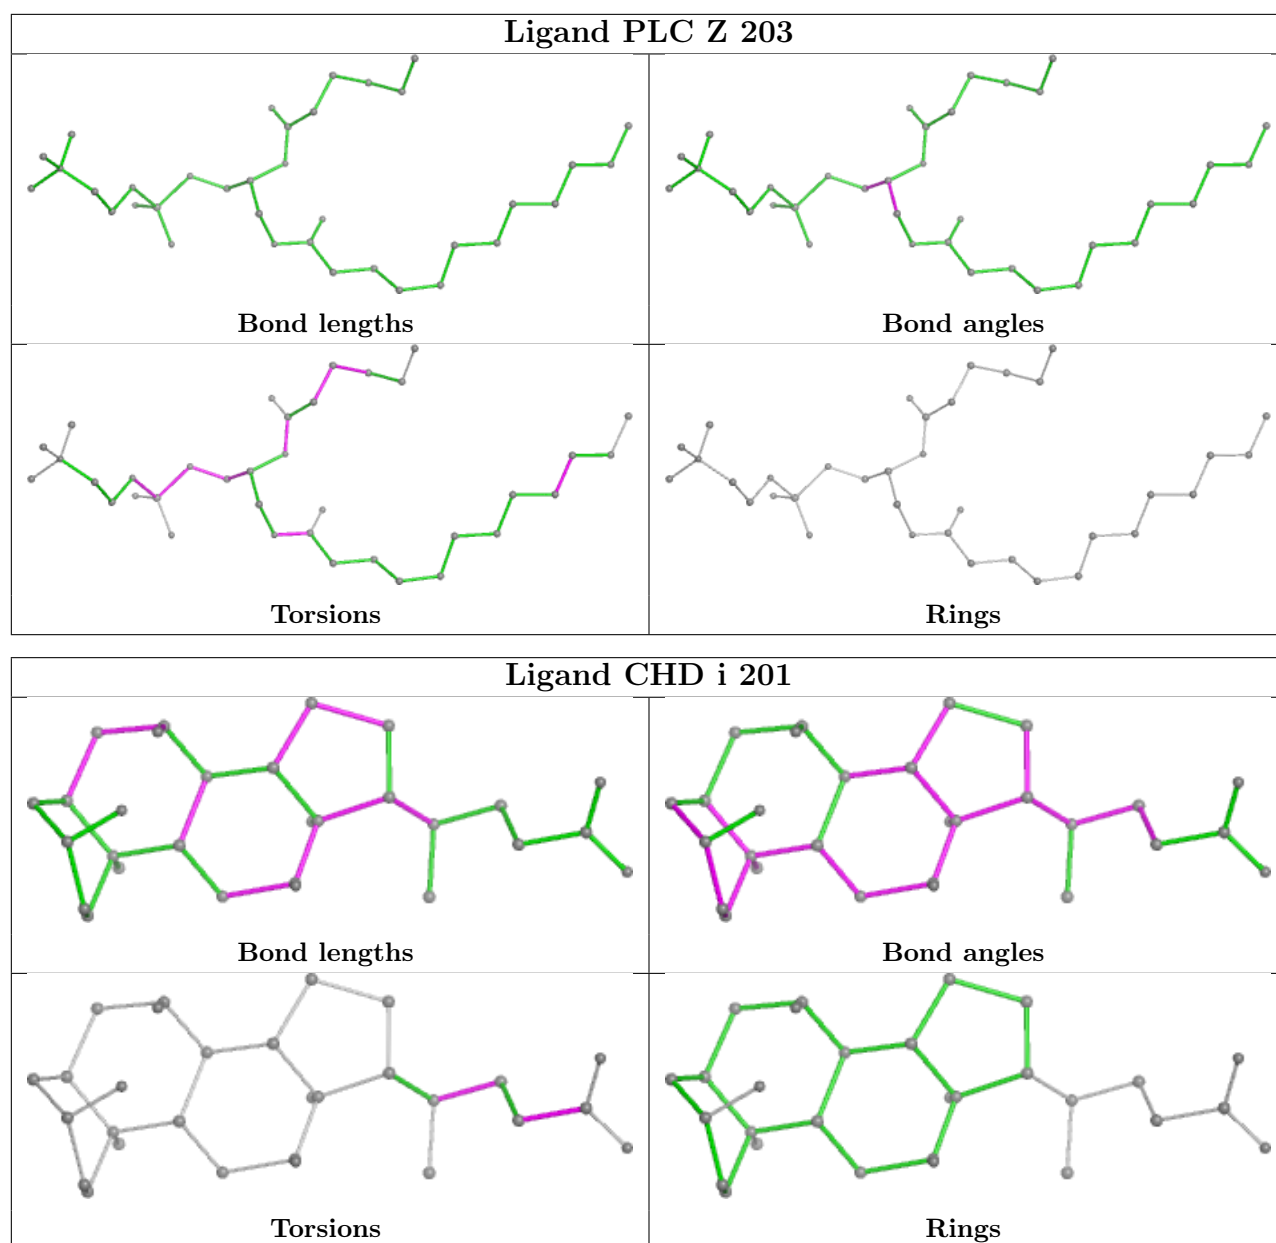 Ligand PLC Z 203
Bond lengths
Bond angles
Torsions
Rings
Ligand CHD i 201
Bond lengths
Bond angles
Torsions
Rings